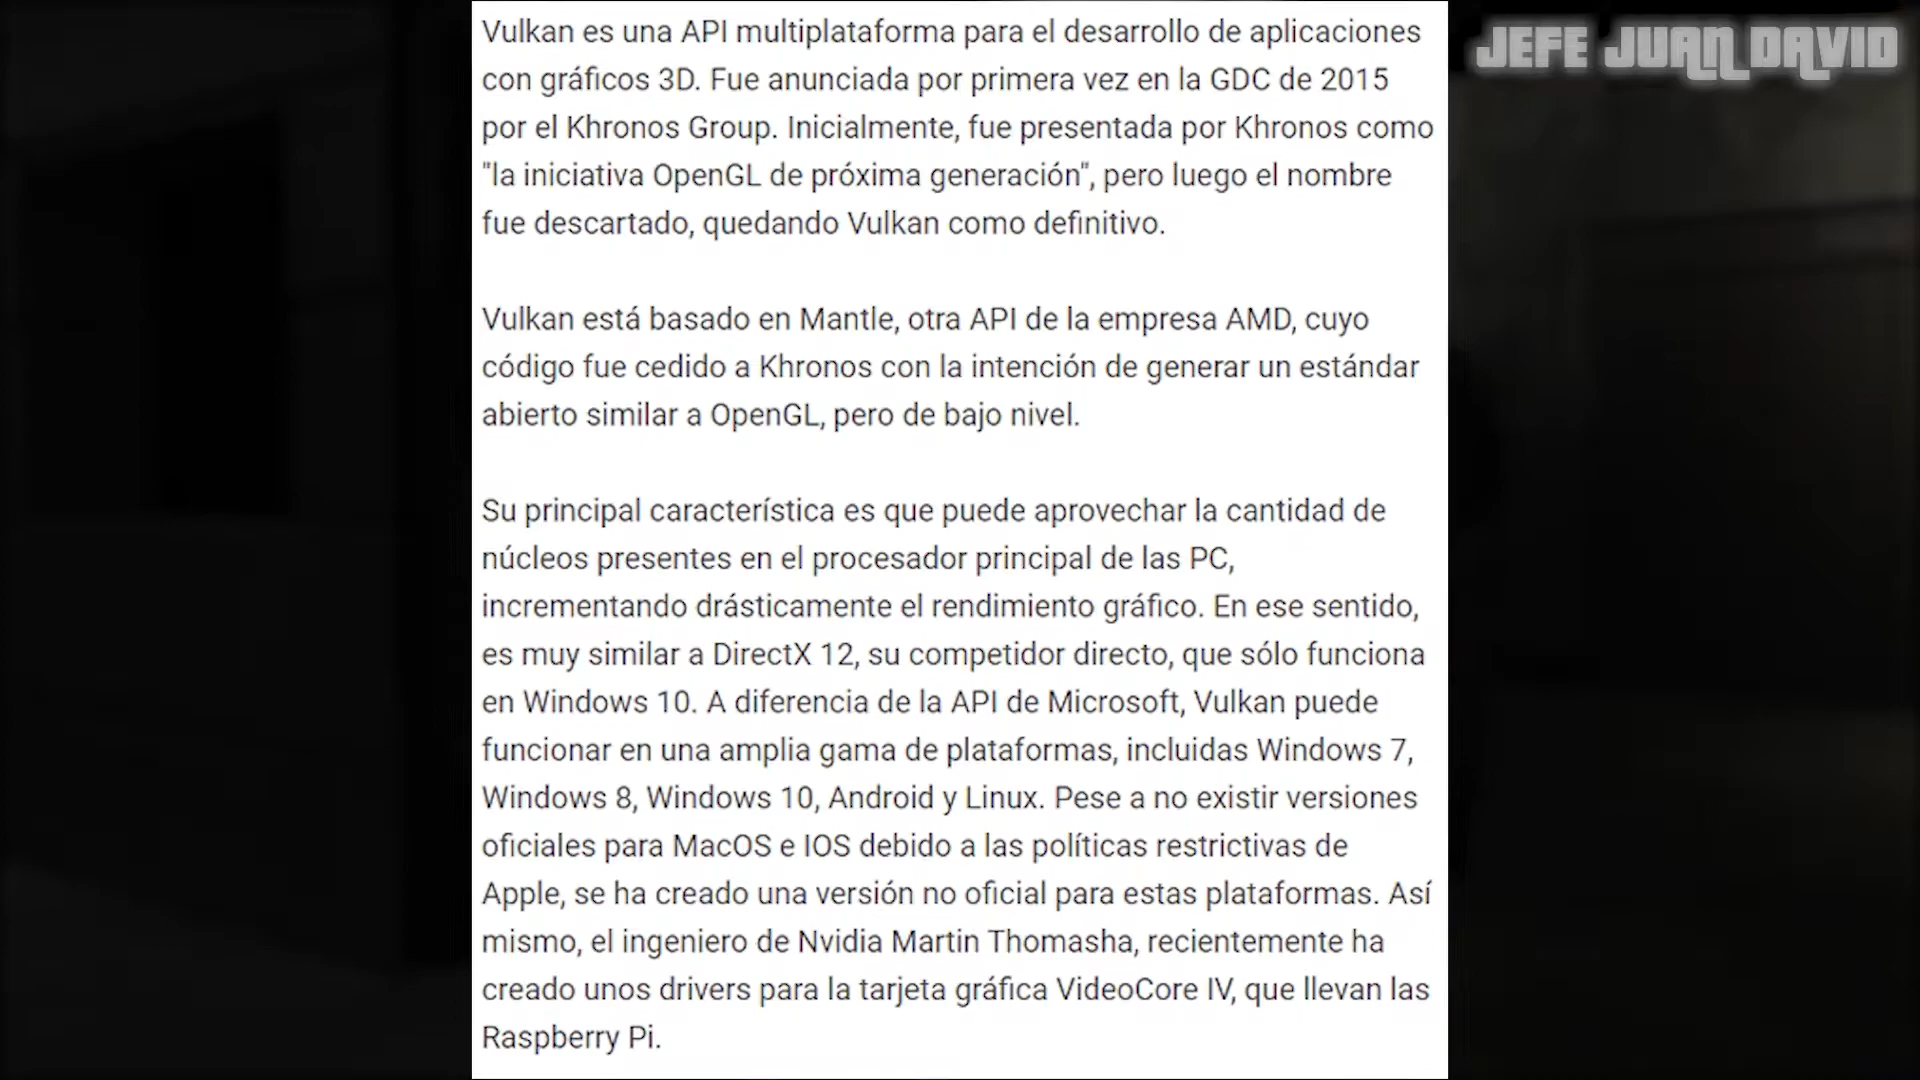 JEFE JUAN DAVID
Vulkan es una API multiplataforma para el desarrollo de aplicaciones
con gráficos 3D. Fue anunciada por primera vez en la GDC de 2015
por el Khronos Group. Inicialmente, fue presentada por Khronos como
"la iniciativa OpenGL de próxima generación", pero luego el nombre
fue descartado, quedando Vulkan como definitivo.
Vulkan está basado en Mantle, otra API de la empresa AMD, cuyo
código fue cedido a Khronos con la intención de generar un estándar
abierto similar a OpenGL, pero de bajo nivel.
Su principal característica es que puede aprovechar la cantidad de
núcleos presentes en el procesador principal de las PC,
incrementando drásticamente el rendimiento gráfico. En ese sentido,
es muy similar a DirectX 12, su competidor directo, que sólo funciona
en Windows 10. A diferencia de la API de Microsoft, Vulkan puede
funcionar en una amplia gama de plataformas, incluidas Windows 7,
Windows 8, Windows 10, Android y Linux. Pese a no existir versiones
oficiales para MacOS e IOS debido a las políticas restrictivas de
Apple, se ha creado una versión no oficial para estas plataformas. Así
mismo, el ingeniero de Nvidia Martin Thomasha, recientemente ha
creado unos drivers para la tarjeta gráfica VideoCore IV, que llevan las
Raspberry Pi.